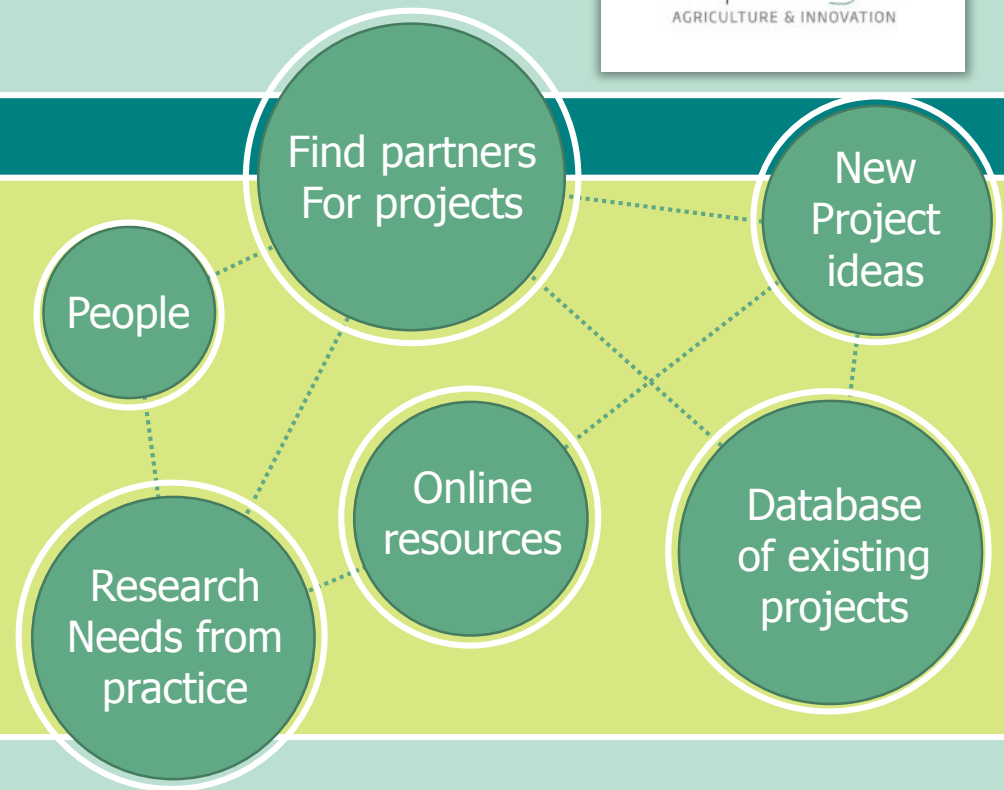 AGRICULTURE & INNOVATION
Find partners
For projects
New
Project
ideas
People
Online
resources
Database
of existing
projects
Research
Needs from
practice